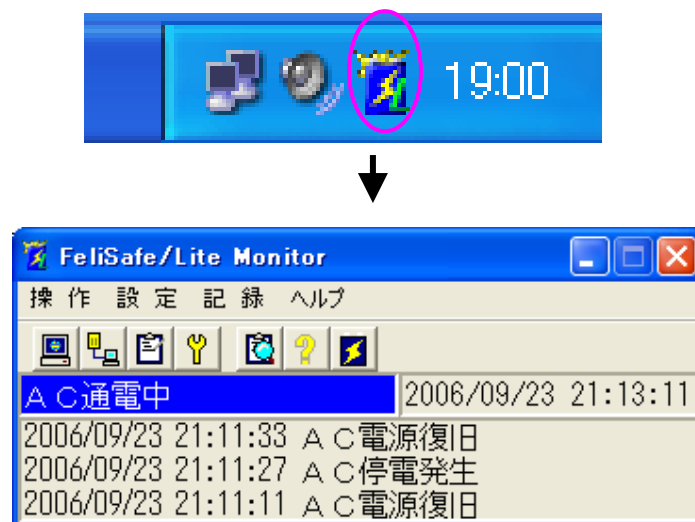 19:00
FeliSafe/Lite Monitor
操 作 設 定 記 録 ヘルプ
ＡＣ通電中 2006/09/23 21:13:11
2006/09/23 21:11:33 ＡＣ電源復旧
2006/09/23 21:11:27 ＡＣ停電発生
2006/09/23 21:11:11 ＡＣ電源復旧